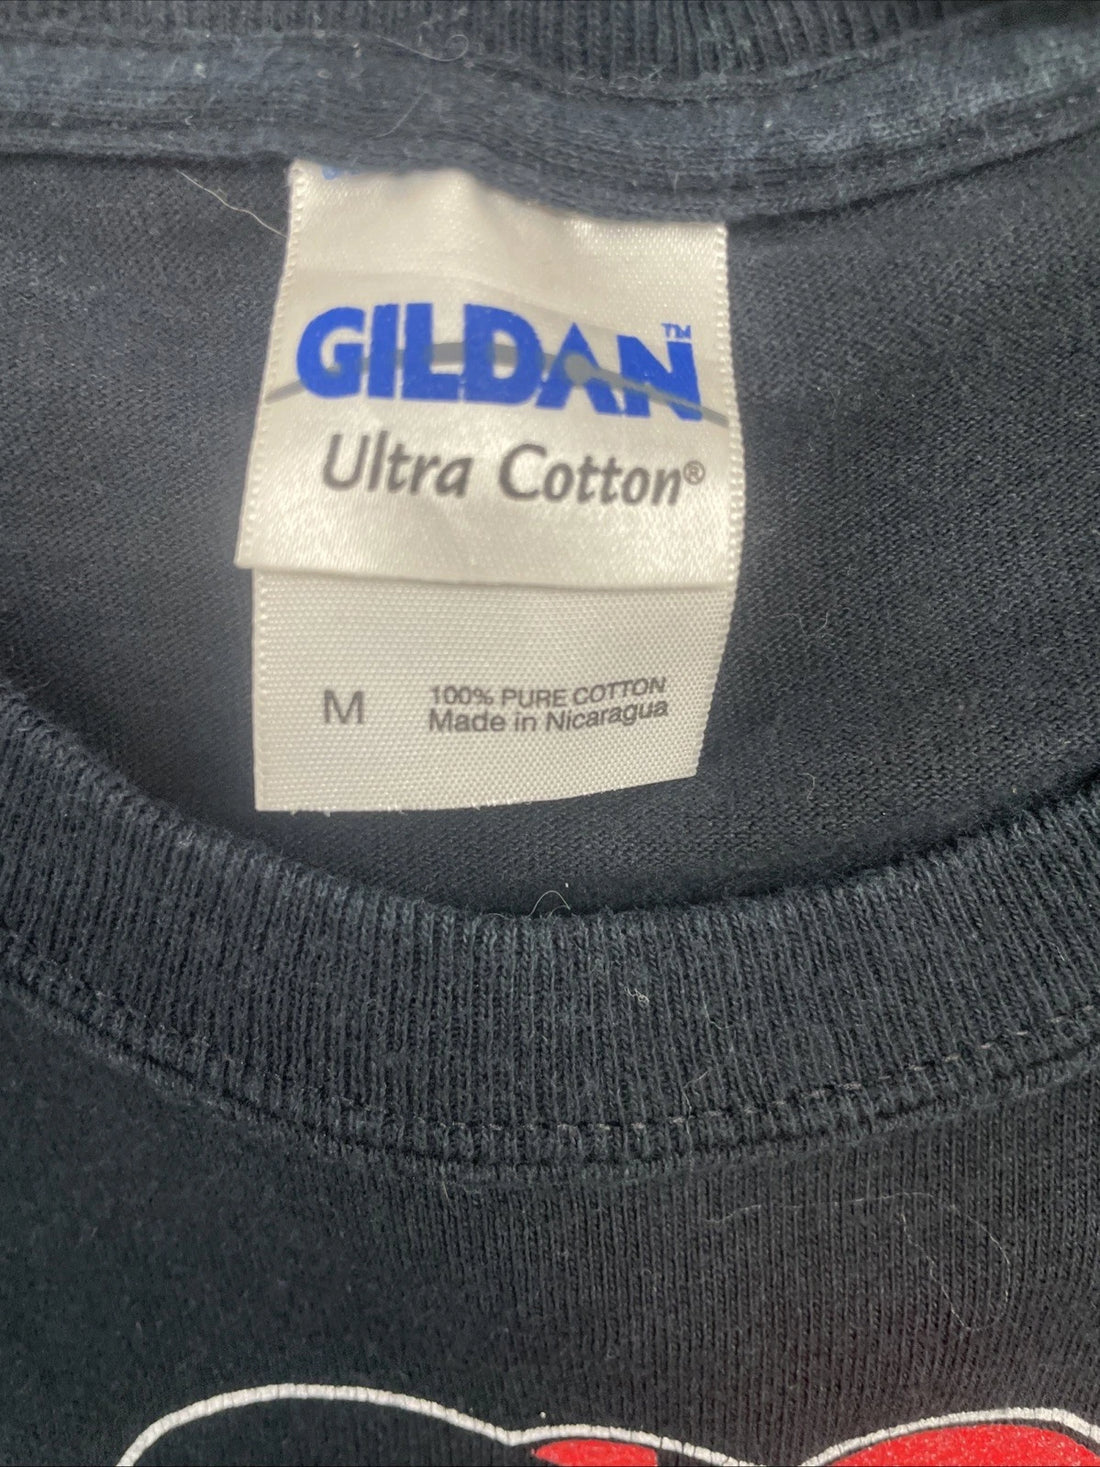 GILDAN™
Ultra Cotton®
M
100% PURE COTTON
Made in Nicaragua